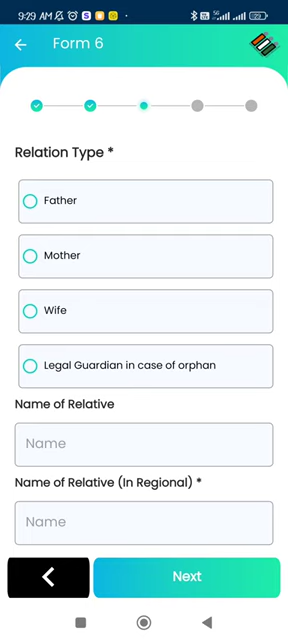 9:29 AM
29
Form 6
Relation Type *
Father
Mother
Wife
Legal Guardian in case of orphan
Name of Relative
Name
Name of Relative (In Regional) *
Name
Next